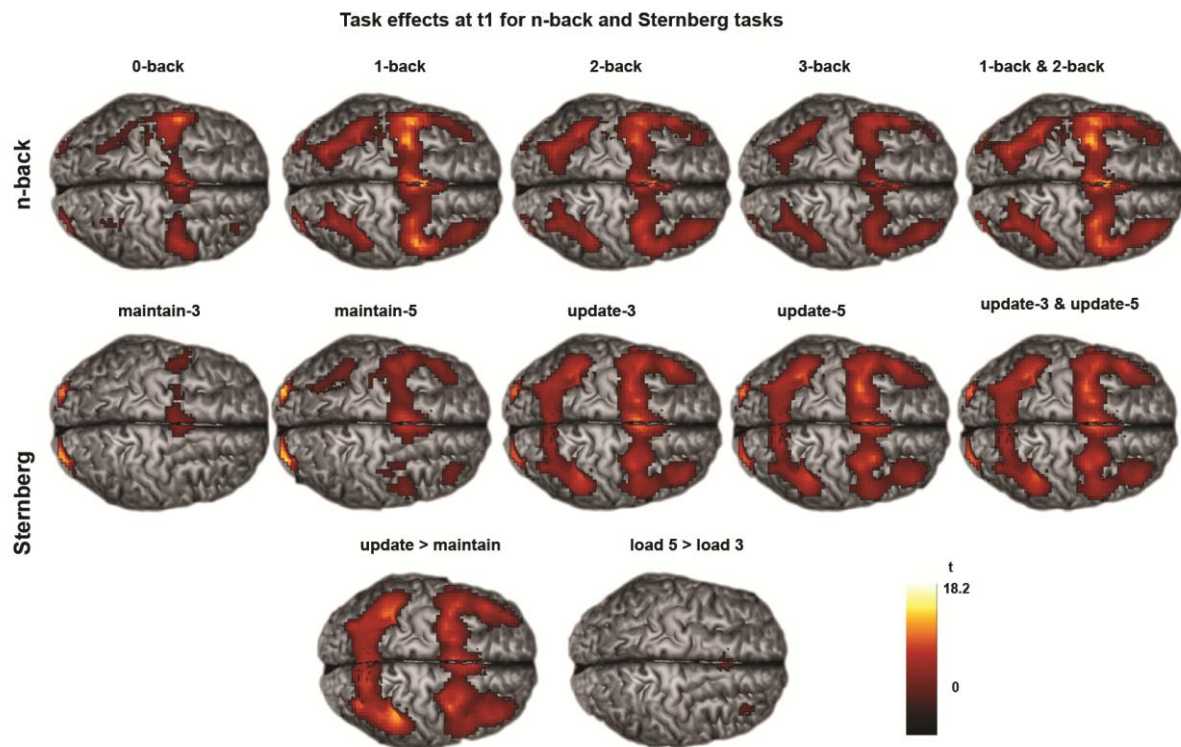 Task effects at t1 for n-back and Sternberg tasks
0-back
1-back
2-back
3-back
1-back & 2-back
n-back
maintain-3
maintain-5
update-3
update-5
update-3 & update-5
Sternberg
update > maintain
load 5 > load 3
t
18.2
0